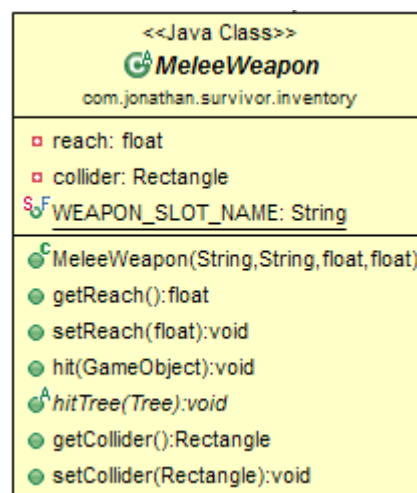 <<Java Class>>
MeleeWeapon
com.jonathan.survivor.inventory
reach: float
collider: Rectangle
WEAPON_SLOT_NAME: String
MeleeWeapon(String,String,float,float)
getReach():float
setReach(float):void
hit(GameObject):void
hitTree(Tree):void
getCollider():Rectangle
setCollider(Rectangle):void